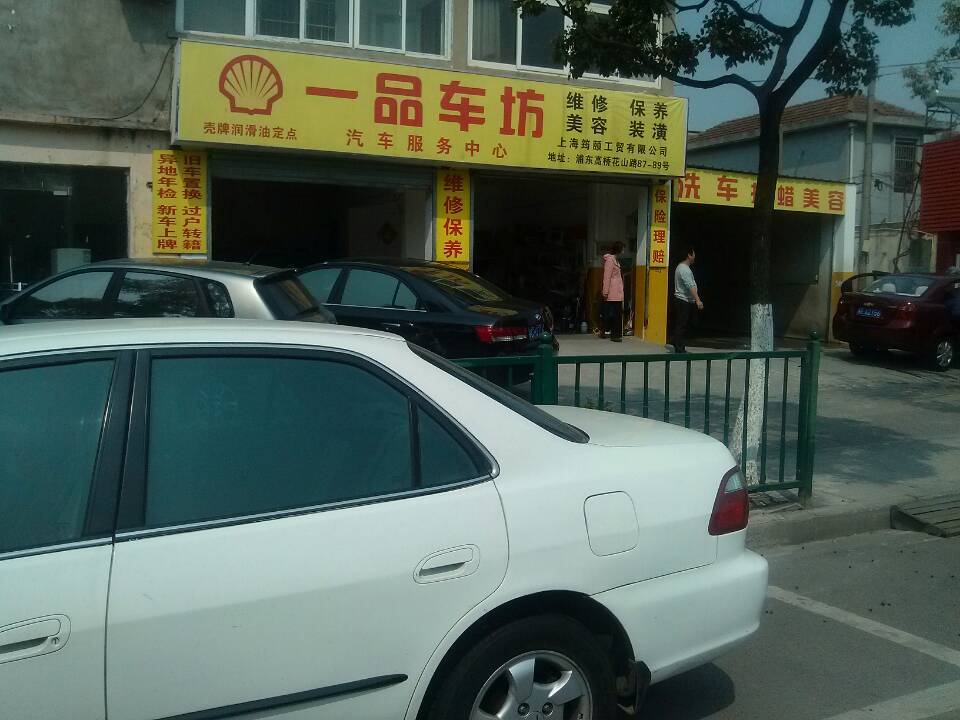 一品车坊
维修 保养
美容 装潢
壳牌润滑油定点
汽车服务中心
上海筠丽工贸有限公司
地址：浦东高桥花山路87-89号
旧车置换 过户转籍
异地年检 新车上牌
维修保养
保险理赔
洗车打蜡美容